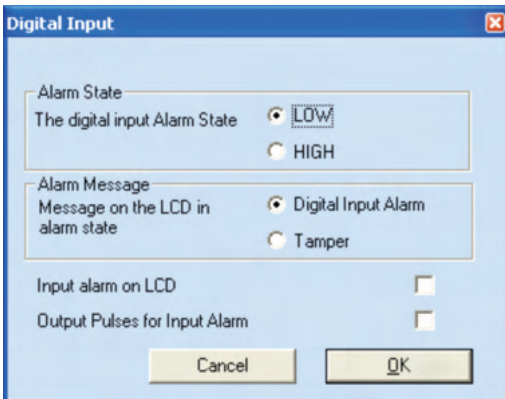 Digital Input
Alarm State
The digital input Alarm State
LOW
HIGH
Alarm Message
Message on the LCD in
alarm state
Digital Input Alarm
Tamper
Input alarm on LCD
Output Pulses for Input Alarm
Cancel
OK